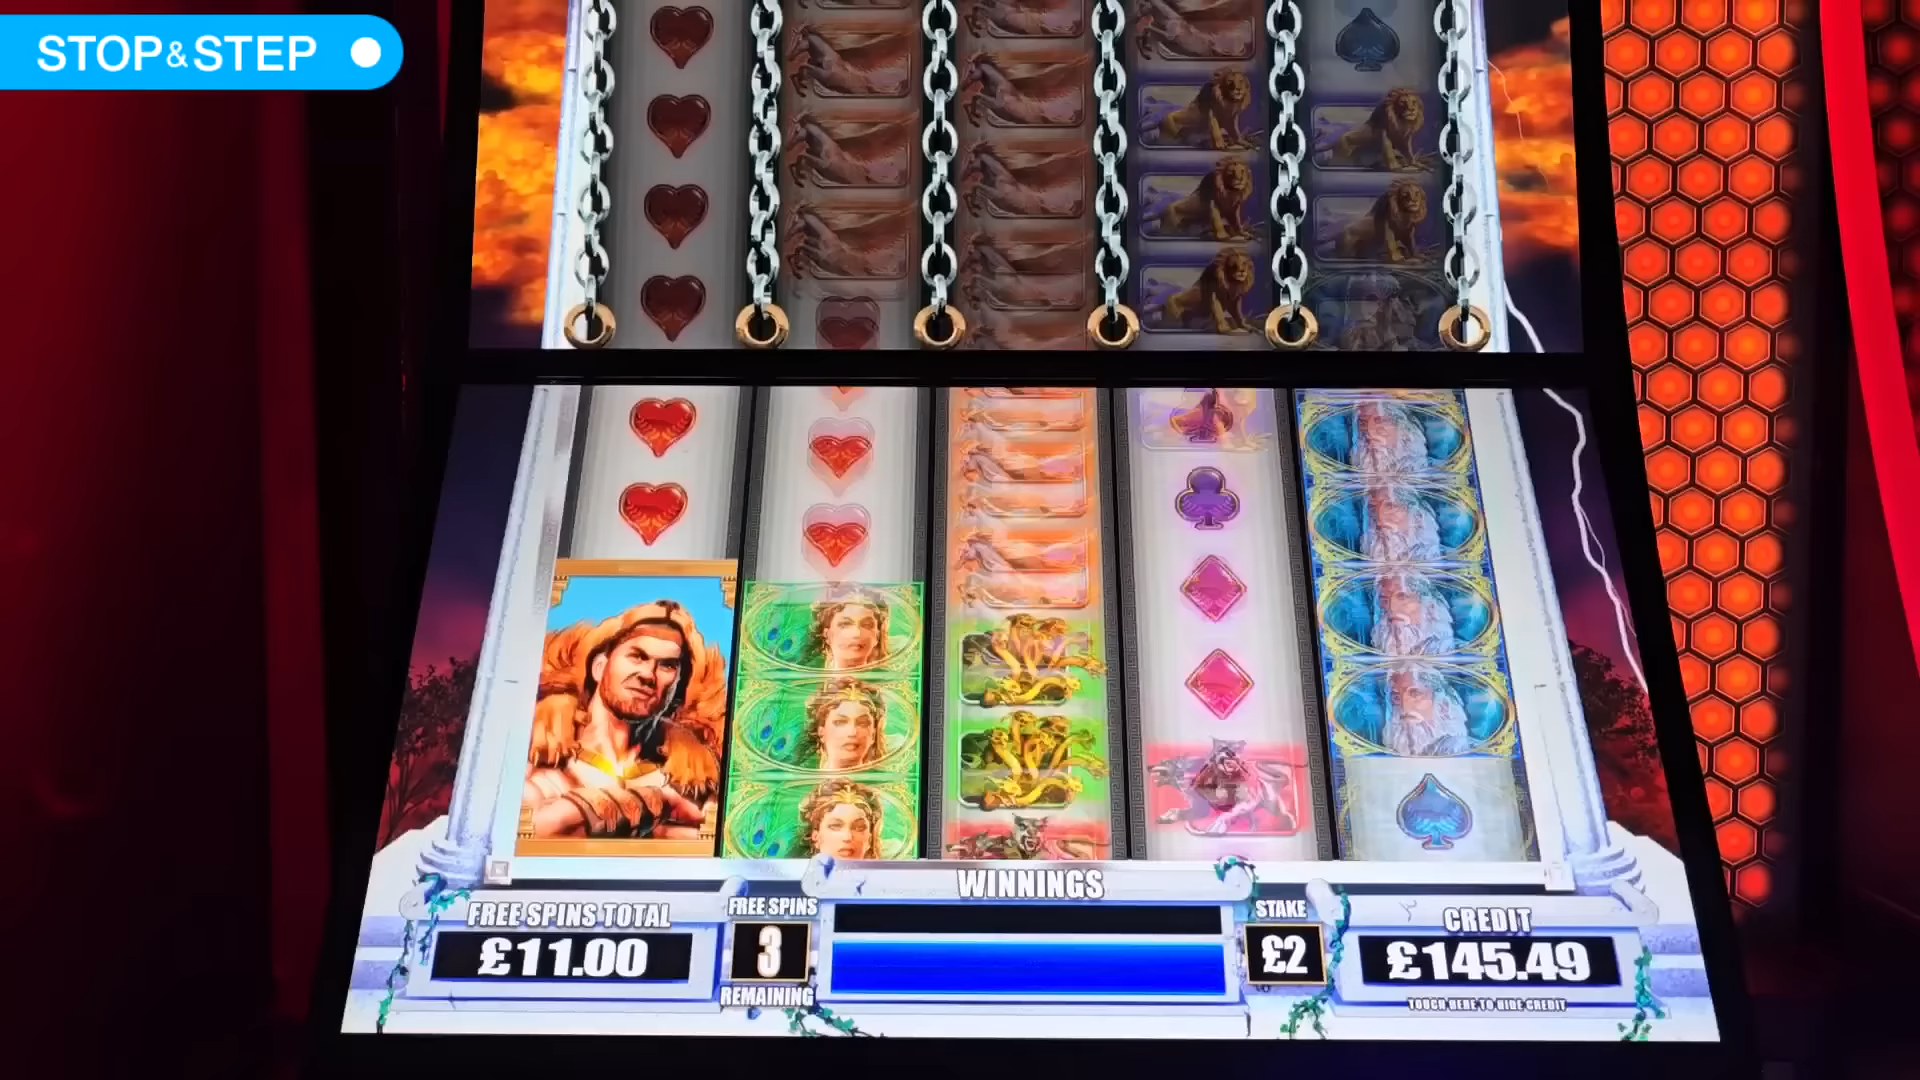 STOP&STEP
WINNINGS
FREE SPINS TOTAL
£11.00
FREE SPINS
3
REMAINING
STAKE
£2
CREDIT
£145.49
TOUCH HERE TO HIDE CREDIT